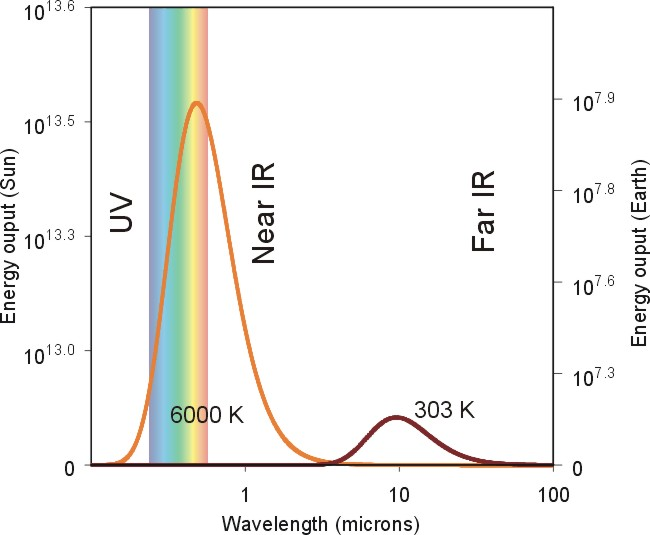 10^13.6
10^13.5
10^13.3
10^13.0
0
Energy ouput (Sun)
UV
Near IR
Far IR
6000 K
303 K
10^7.9
10^7.8
10^7.6
10^7.3
0
Energy ouput (Earth)
1
10
100
Wavelength (microns)